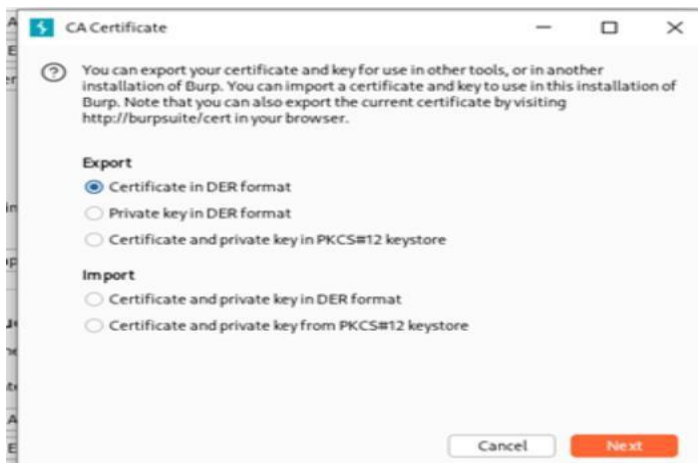 CA Certificate
You can export your certificate and key for use in other tools, or in another
installation of Burp. You can import a certificate and key to use in this installation of
Burp. Note that you can also export the current certificate by visiting
http://burpsuite/cert in your browser.
Export
Certificate in DER format
Private key in DER format
Certificate and private key in PKCS#12 keystore
Import
Certificate and private key in DER format
Certificate and private key from PKCS#12 keystore
Cancel Next